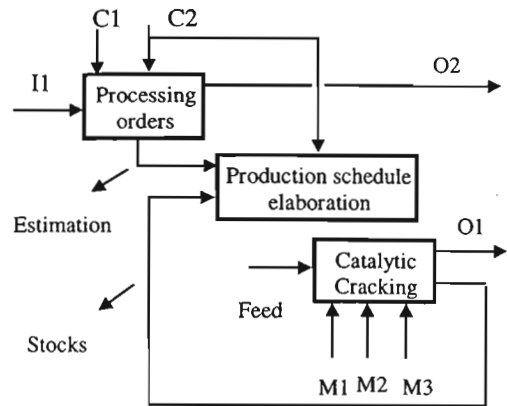 C1
C2
I1
O2
Processing
orders
Production schedule
elaboration
Estimation
O1
Catalytic
Cracking
Feed
Stocks
M1
M2
M3